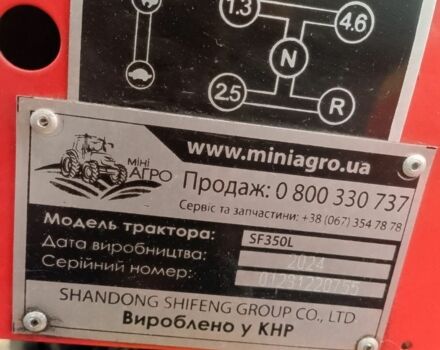 1.3
4.6
N
2.5
R
міні
АГРО
www.miniagro.ua
Продаж: 0 800 330 737
Сервіс та запчастини: +38 (067) 354 78 78
Модель трактора: SF350L
Дата виробництва: 2024
Серійний номер: 01291220755
SHANDONG SHIFENG GROUP CO., LTD
Вироблено у КНР